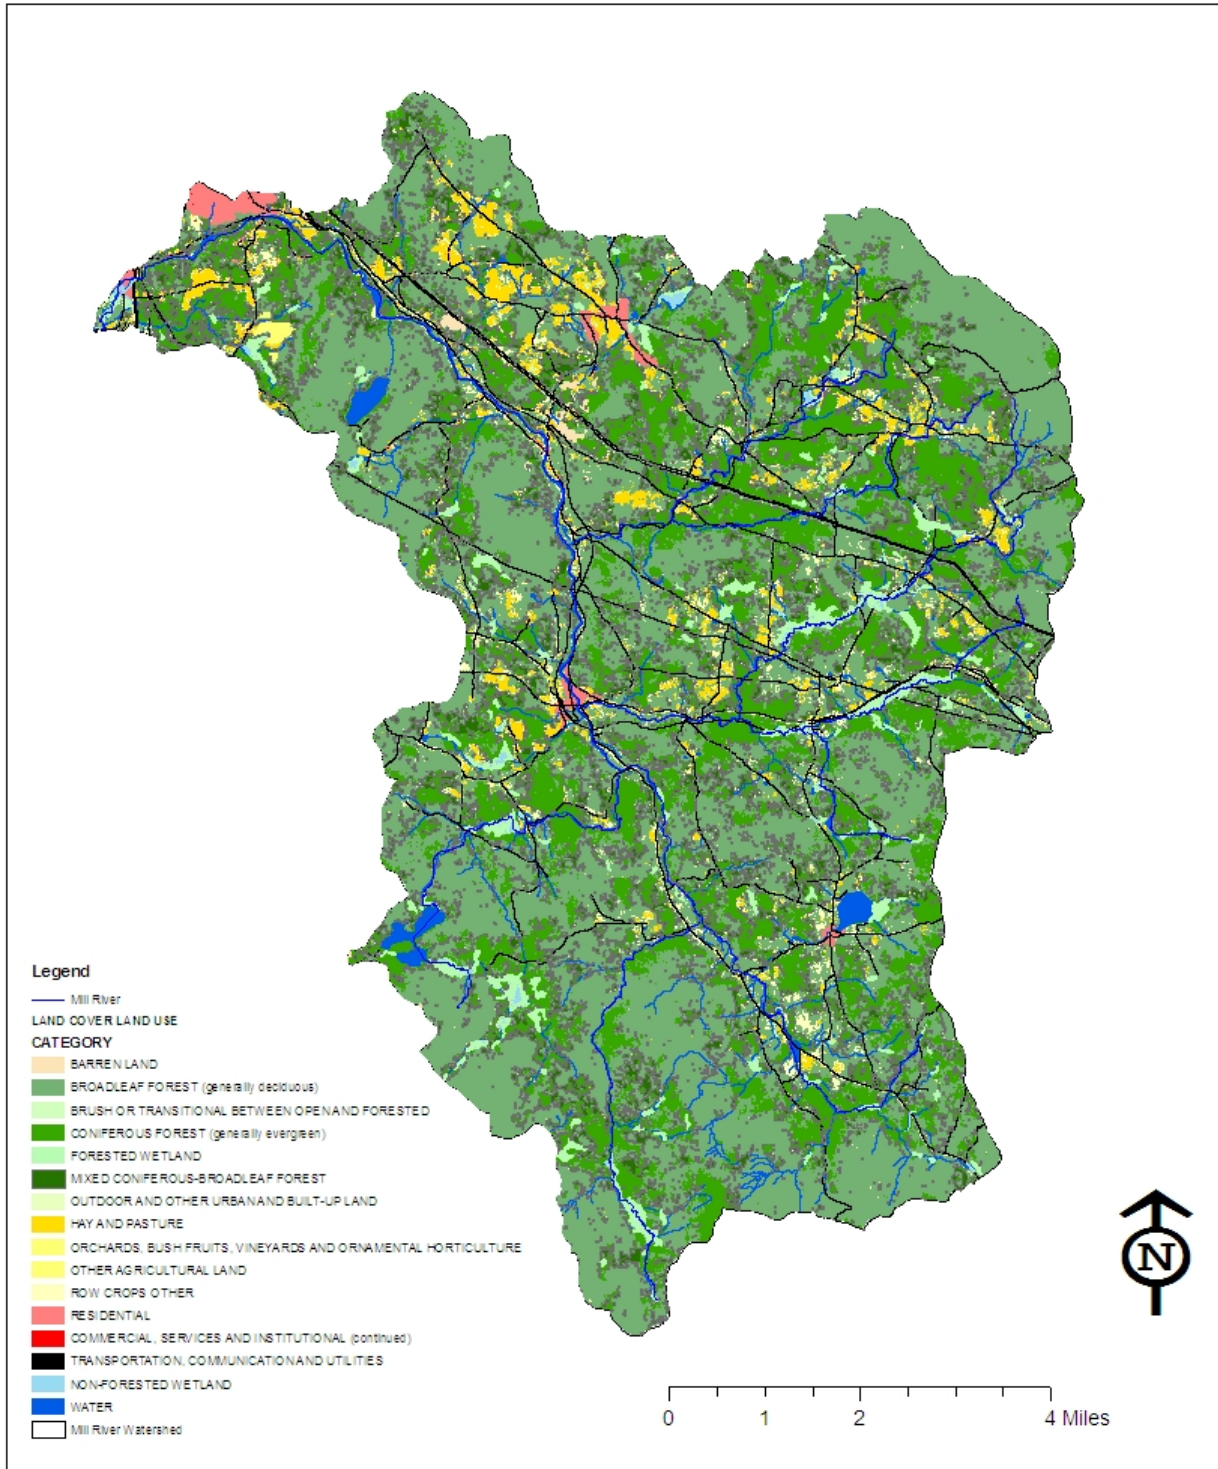 Legend
Mill River
LAND COVER LAND USE
CATEGORY
BARREN LAND
BROADLEAF FOREST (generally deciduous)
BRUSH OR TRANSITIONAL BETWEEN OPEN AND FORESTED
CONIFEROUS FOREST (generally evergreen)
FORESTED WETLAND
MIXED CONIFEROUS-BROADLEAF FOREST
OUTDOOR AND OTHER URBAN AND BUILT-UP LAND
HAY AND PASTURE
ORCHARDS, BUSH FRUITS, VINEYARDS AND ORNAMENTAL HORTICULTURE
OTHER AGRICULTURAL LAND
ROW CROPS OTHER
RESIDENTIAL
COMMERCIAL, SERVICES AND INSTITUTIONAL (continued)
TRANSPORTATION, COMMUNICATION AND UTILITIES
NON-FORESTED WETLAND
WATER
Mill River Watershed
N
0 1 2 4 Miles